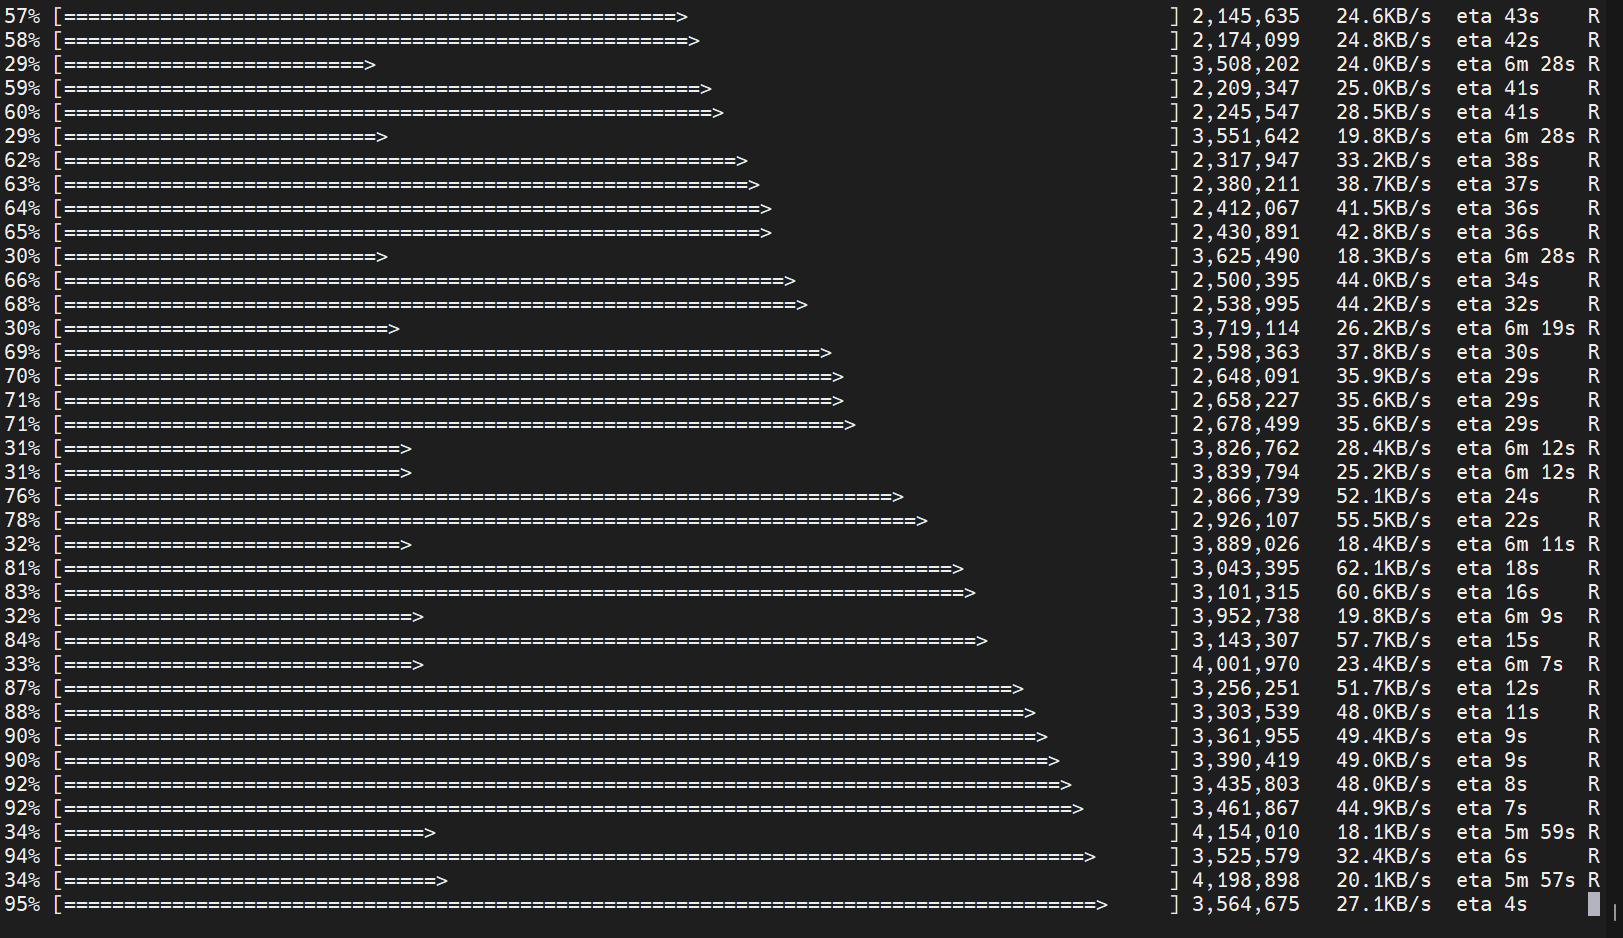 57% [===================================================>                                        ] 2,145,635   24.6KB/s  eta 43s    R
58% [====================================================>                                       ] 2,174,099   24.8KB/s  eta 42s    R
29% [=========================>                                                                  ] 3,508,202   24.0KB/s  eta 6m 28s R
59% [=====================================================>                                      ] 2,209,347   25.0KB/s  eta 41s    R
60% [======================================================>                                     ] 2,245,547   28.5KB/s  eta 41s    R
29% [==========================>                                                                 ] 3,551,642   19.8KB/s  eta 6m 28s R
62% [========================================================>                                   ] 2,317,947   33.2KB/s  eta 38s    R
63% [=========================================================>                                  ] 2,380,211   38.7KB/s  eta 37s    R
64% [==========================================================>                                 ] 2,412,067   41.5KB/s  eta 36s    R
65% [==========================================================>                                 ] 2,430,891   42.8KB/s  eta 36s    R
30% [==========================>                                                                 ] 3,625,490   18.3KB/s  eta 6m 28s R
66% [============================================================>                               ] 2,500,395   44.0KB/s  eta 34s    R
68% [=============================================================>                              ] 2,538,995   44.2KB/s  eta 32s    R
30% [===========================>                                                                ] 3,719,114   26.2KB/s  eta 6m 19s R
69% [===============================================================>                            ] 2,598,363   37.8KB/s  eta 30s    R
70% [================================================================>                           ] 2,648,091   35.9KB/s  eta 29s    R
71% [================================================================>                           ] 2,658,227   35.6KB/s  eta 29s    R
71% [=================================================================>                          ] 2,678,499   35.6KB/s  eta 29s    R
31% [============================>                                                               ] 3,826,762   28.4KB/s  eta 6m 12s R
31% [============================>                                                               ] 3,839,794   25.2KB/s  eta 6m 12s R
76% [=====================================================================>                      ] 2,866,739   52.1KB/s  eta 24s    R
78% [=======================================================================>                    ] 2,926,107   55.5KB/s  eta 22s    R
32% [============================>                                                               ] 3,889,026   18.4KB/s  eta 6m 11s R
81% [==========================================================================>                 ] 3,043,395   62.1KB/s  eta 18s    R
83% [===========================================================================>                ] 3,101,315   60.6KB/s  eta 16s    R
32% [=============================>                                                              ] 3,952,738   19.8KB/s  eta 6m 9s  R
84% [============================================================================>               ] 3,143,307   57.7KB/s  eta 15s    R
33% [=============================>                                                              ] 4,001,970   23.4KB/s  eta 6m 7s  R
87% [===============================================================================>            ] 3,256,251   51.7KB/s  eta 12s    R
88% [================================================================================>           ] 3,303,539   48.0KB/s  eta 11s    R
90% [=================================================================================>          ] 3,361,955   49.4KB/s  eta 9s     R
90% [==================================================================================>         ] 3,390,419   49.0KB/s  eta 9s     R
92% [===================================================================================>        ] 3,435,803   48.0KB/s  eta 8s     R
92% [====================================================================================>       ] 3,461,867   44.9KB/s  eta 7s     R
34% [==============================>                                                             ] 4,154,010   18.1KB/s  eta 5m 59s R
94% [=====================================================================================>      ] 3,525,579   32.4KB/s  eta 6s     R
34% [===============================>                                                            ] 4,198,898   20.1KB/s  eta 5m 57s R
95% [======================================================================================>     ] 3,564,675   27.1KB/s  eta 4s